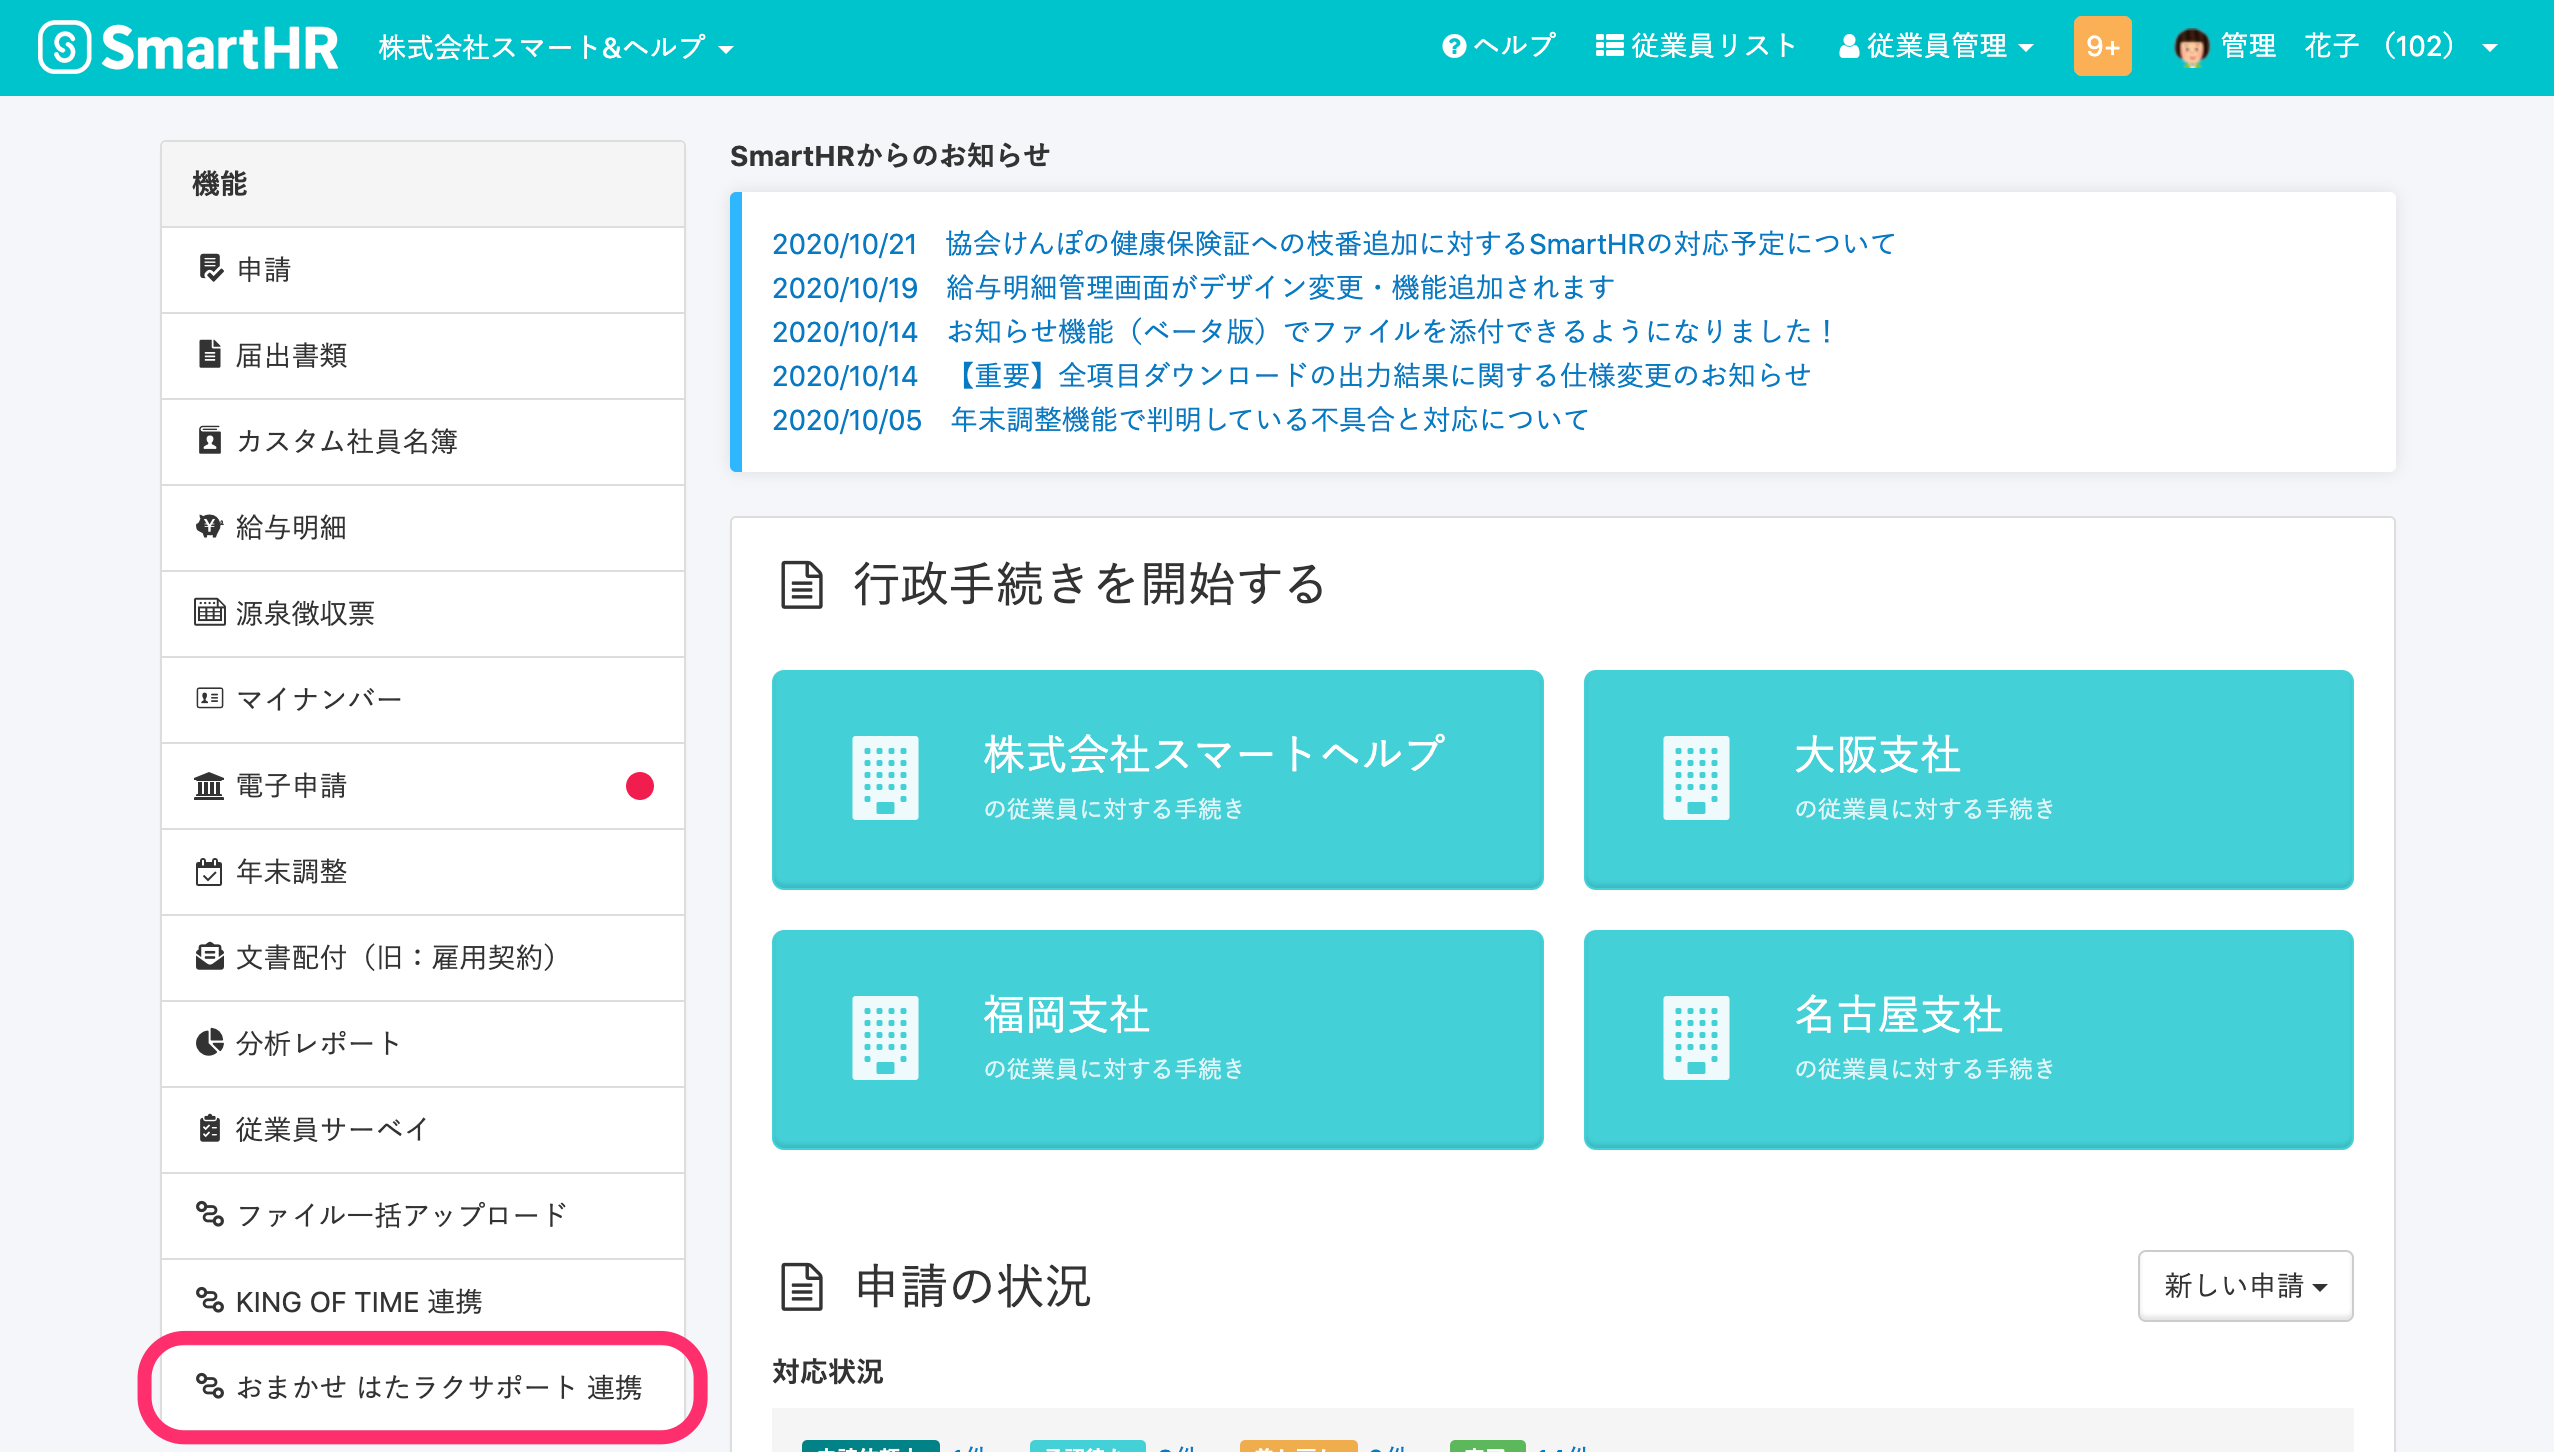 SmartHR 株式会社スマート&ヘルプ ヘルプ 従業員リスト 従業員管理 9+ 管理 花子 （102）
機能
申請
届出書類
カスタム社員名簿
給与明細
源泉徴収票
マイナンバー
電子申請
年末調整
文書配付（旧：雇用契約）
分析レポート
従業員サーベイ
ファイル一括アップロード
KING OF TIME 連携
おまかせ はたラクサポート 連携
SmartHRからのお知らせ
2020/10/21 協会けんぽの健康保険証への枝番追加に対するSmartHRの対応予定について
2020/10/19 給与明細管理画面がデザイン変更・機能追加されます
2020/10/14 お知らせ機能（ベータ版）でファイルを添付できるようになりました！
2020/10/14 【重要】全項目ダウンロードの出力結果に関する仕様変更のお知らせ
2020/10/05 年末調整機能で判明している不具合と対応について
行政手続きを開始する
株式会社スマートヘルプ
の従業員に対する手続き
大阪支社
の従業員に対する手続き
福岡支社
の従業員に対する手続き
名古屋支社
の従業員に対する手続き
申請の状況
新しい申請
対応状況